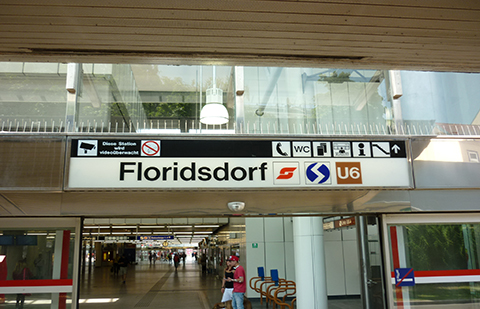 Diese Station
wird
videoüberwacht
WC
Floridsdorf U6